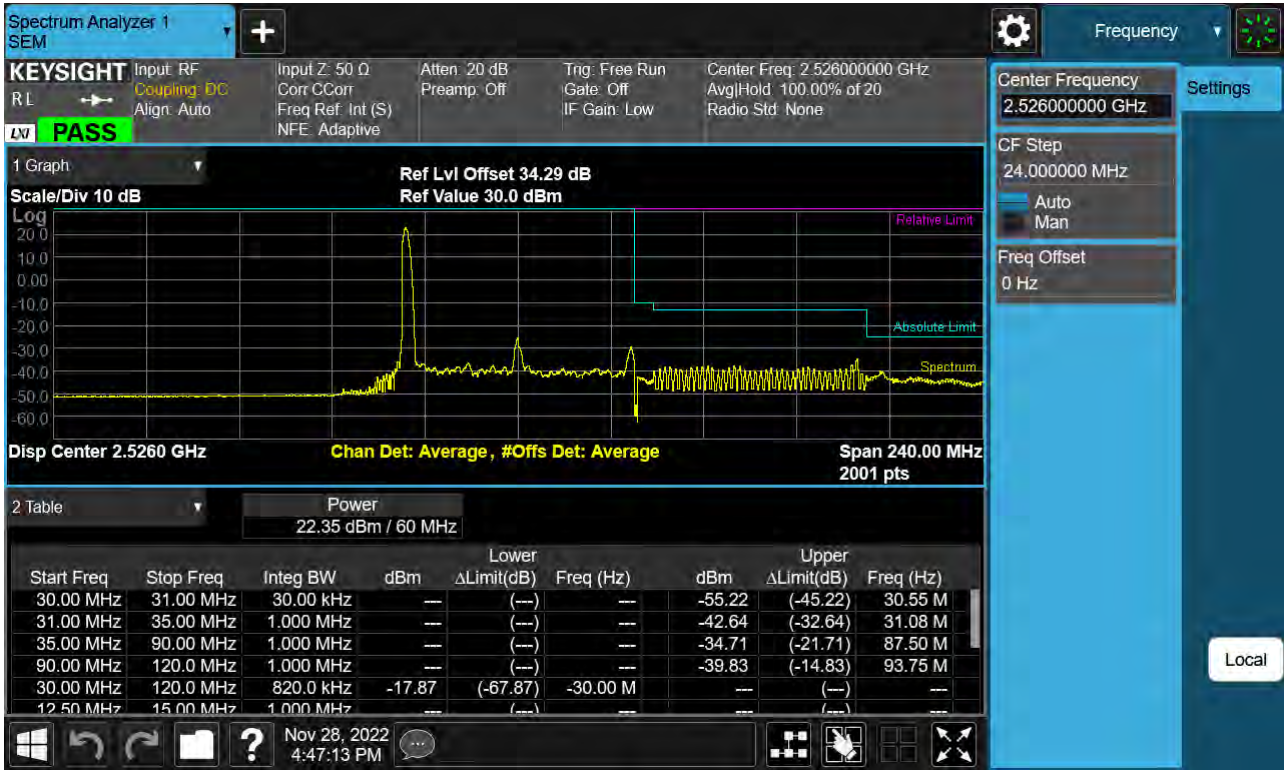 Spectrum Analyzer 1
SEM
Frequency
KEYSIGHT
R L
LXI
PASS
Input: RF
Coupling: DC
Align: Auto
Input Z: 50 Ω
Corr CCorr
Freq Ref: Int (S)
NFE: Adaptive
Atten: 20 dB
Preamp: Off
Trig: Free Run
Gate: Off
IF Gain: Low
Center Freq: 2.526000000 GHz
Avg|Hold: 100.00% of 20
Radio Std: None
Center Frequency
2.526000000 GHz
Settings
CF Step
24.000000 MHz
Auto
Man
Freq Offset
0 Hz
Local
1 Graph
Ref Lvl Offset 34.29 dB
Scale/Div 10 dB
Ref Value 30.0 dBm
Log
20.0
10.0
0.00
-10.0
-20.0
-30.0
-40.0
-50.0
-60.0
Relative Limit
Absolute Limit
Spectrum
Disp Center 2.5260 GHz
Chan Det: Average , #Offs Det: Average
Span 240.00 MHz
2001 pts
2 Table
Power
22.35 dBm / 60 MHz
Lower Upper
Start Freq Stop Freq Integ BW dBm ΔLimit(dB) Freq (Hz) dBm ΔLimit(dB) Freq (Hz)
30.00 MHz 31.00 MHz 30.00 kHz --- (---) --- -55.22 (-45.22) 30.55 M
31.00 MHz 35.00 MHz 1.000 MHz --- (---) --- -42.64 (-32.64) 31.08 M
35.00 MHz 90.00 MHz 1.000 MHz --- (---) --- -34.71 (-21.71) 87.50 M
90.00 MHz 120.0 MHz 1.000 MHz --- (---) --- -39.83 (-14.83) 93.75 M
30.00 MHz 120.0 MHz 820.0 kHz -17.87 (-67.87) -30.00 M --- (---) ---
12.50 MHz 15.00 MHz 1.000 MHz --- (---) --- --- (---) ---
Nov 28, 2022
4:47:13 PM